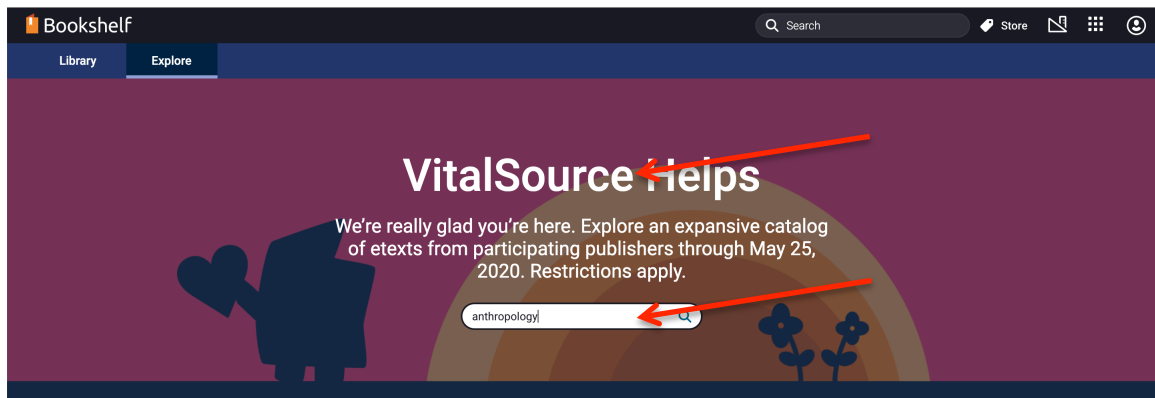 Bookshelf
Search
Store
Library
Explore
VitalSource Helps
We're really glad you're here. Explore an expansive catalog
of etexts from participating publishers through May 25,
2020. Restrictions apply.
anthropology